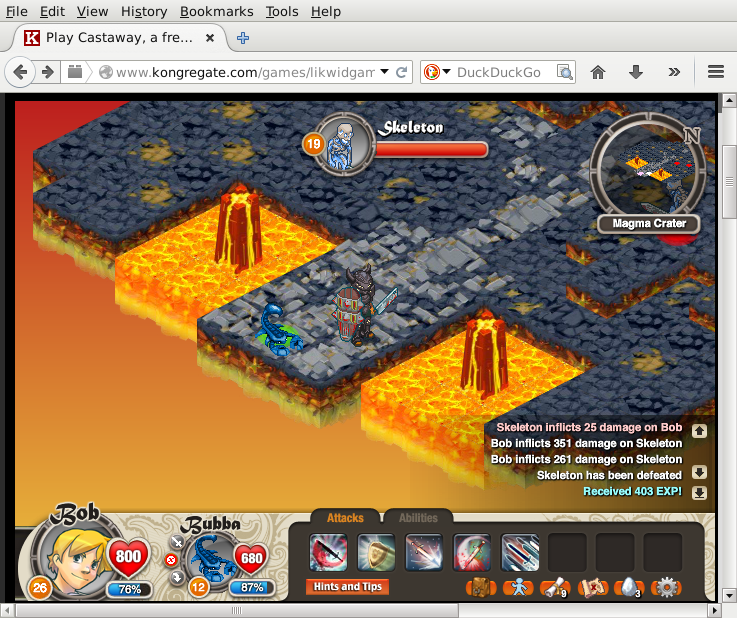 File Edit View History Bookmarks Tools Help
K Play Castaway, a fre...
www.kongregate.com/games/likwidgam
DuckDuckGo
19
Skeleton
N
Magma Crater
Skeleton inflicts 25 damage on Bob
Bob inflicts 351 damage on Skeleton
Bob inflicts 261 damage on Skeleton
Skeleton has been defeated
Received 403 EXP!
Bob
800
76%
26
Bubba
680
87%
12
Attacks
Abilities
Hints and Tips
9
3